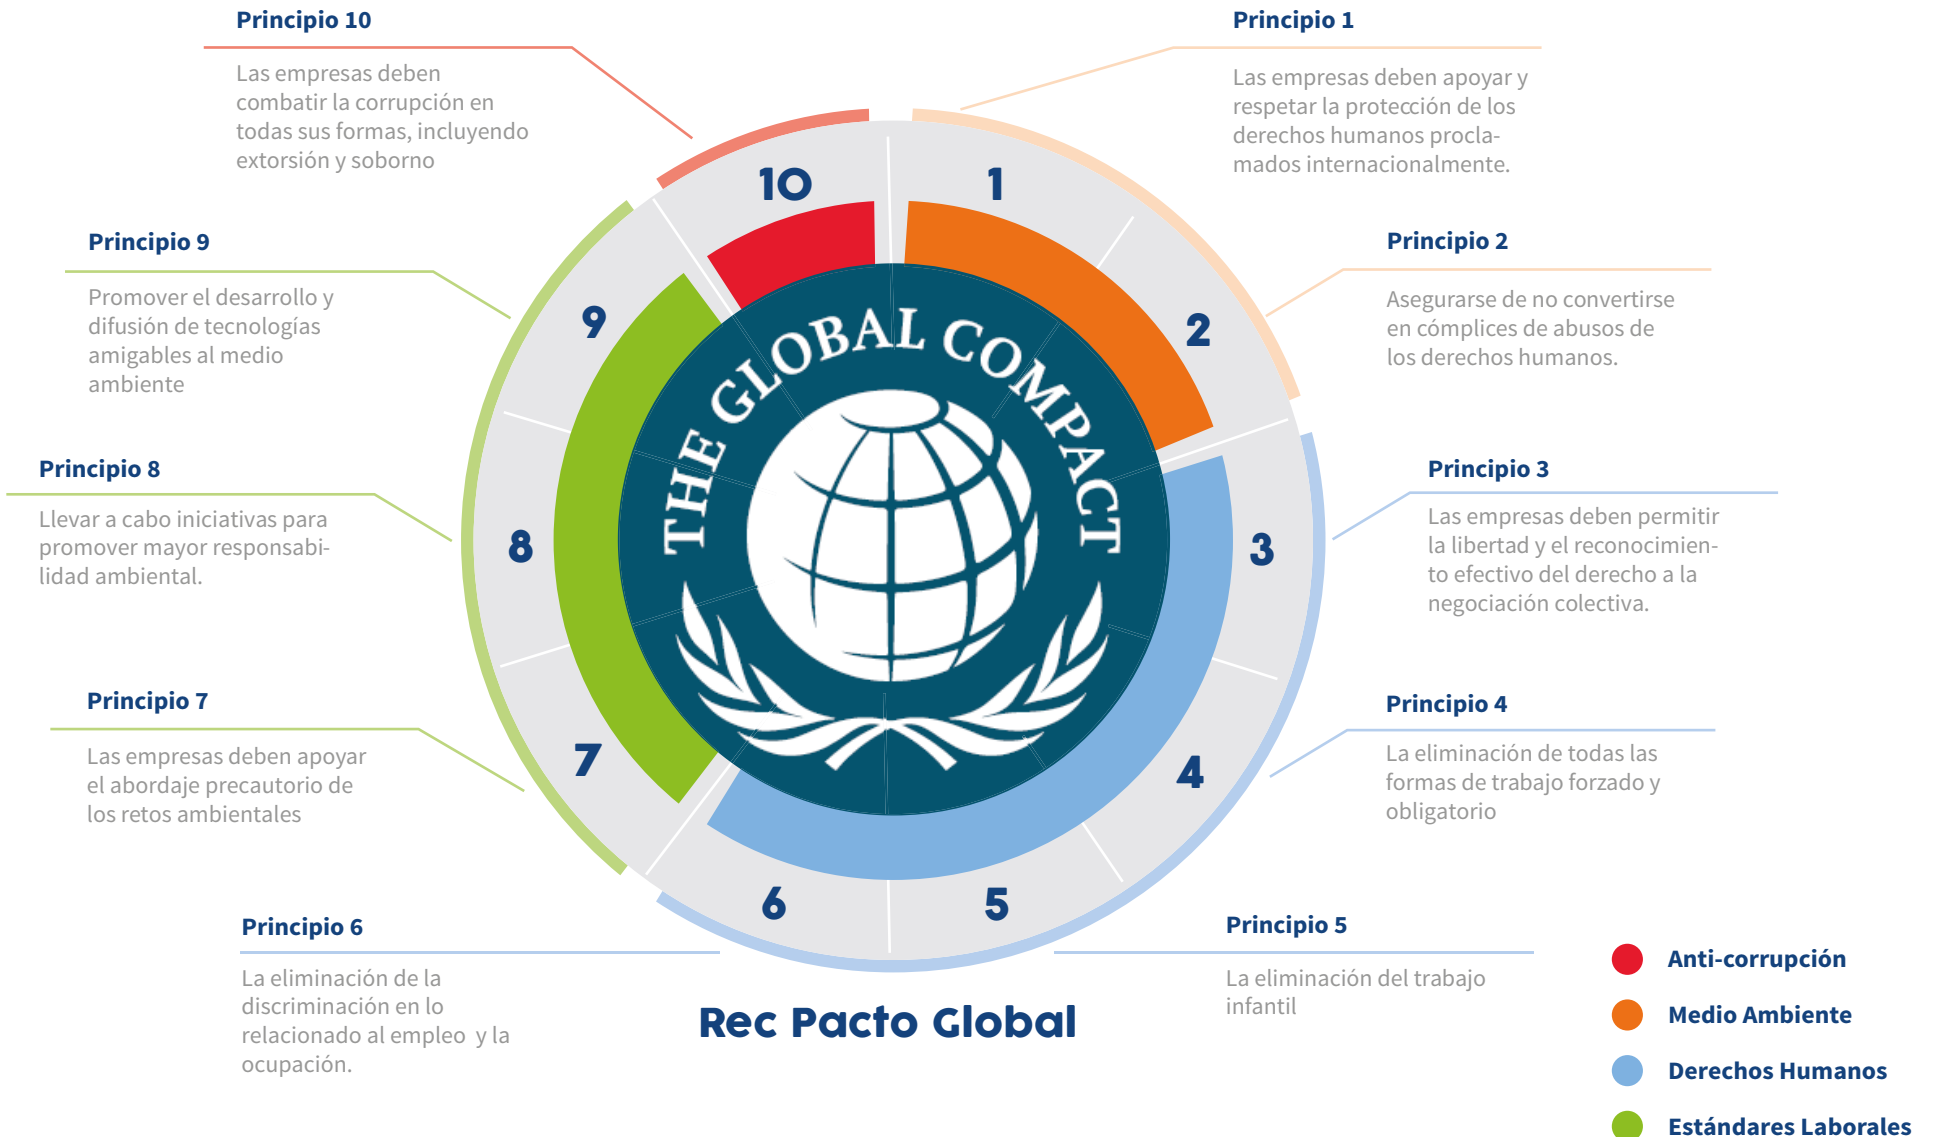 Principio 10
Las empresas deben
combatir la corrupción en
todas sus formas, incluyendo
extorsión y soborno
Principio 1
Las empresas deben apoyar y
respetar la protección de los
derechos humanos procla-
mados internacionalmente.
Principio 9
Promover el desarrollo y
difusión de tecnologías
amigables al medio
ambiente
Principio 2
Asegurarse de no convertirse
en cómplices de abusos de
los derechos humanos.
Principio 8
Llevar a cabo iniciativas para
promover mayor responsabi-
lidad ambiental.
Principio 3
Las empresas deben permitir
la libertad y el reconocimien-
to efectivo del derecho a la
negociación colectiva.
Principio 7
Las empresas deben apoyar
el abordaje precautorio de
los retos ambientales
Principio 4
La eliminación de todas las
formas de trabajo forzado y
obligatorio
Principio 6
La eliminación de la
discriminación en lo
relacionado al empleo y la
ocupación.
Principio 5
La eliminación del trabajo
infantil
10
1
9
2
8
3
7
4
6
5
THE GLOBAL COMPACT
Rec Pacto Global
Anti-corrupción
Medio Ambiente
Derechos Humanos
Estándares Laborales